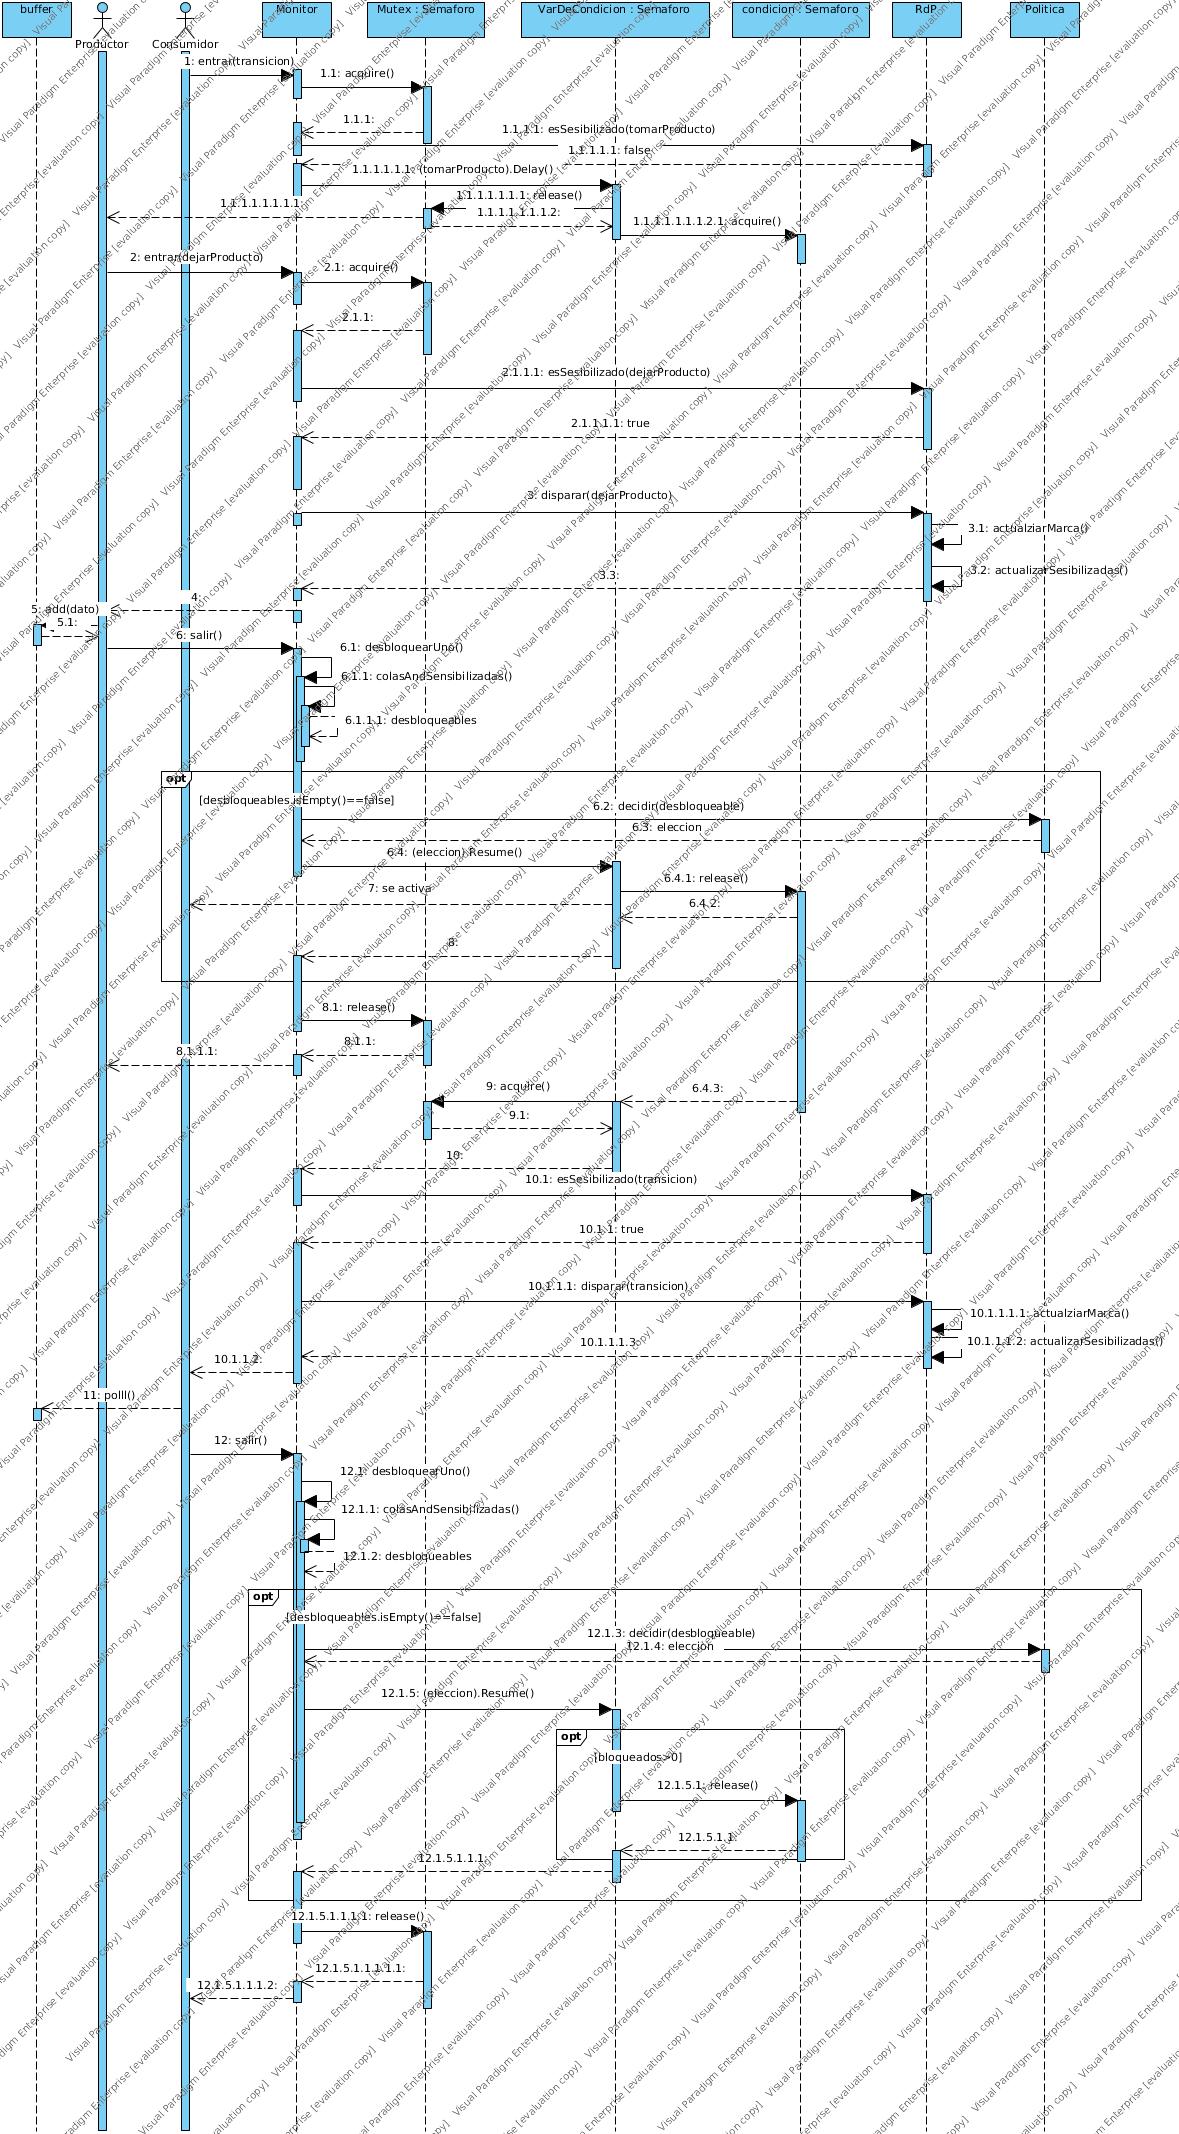 buffer
Productor
Consumidor
Monitor
Mutex : Semaforo
VarDeCondicion : Semaforo
condicion : Semaforo
RdP
Politica
1: entrar(transicion)
1.1: acquire()
1.1.1:
1.1.1.1: esSesibilizado(tomarProducto)
1.1.1.1.1: false
1.1.1.1.1.1: (tomarProducto).Delay()
1.1.1.1.1.1.1: release()
1.1.1.1.1.1.1.1:
1.1.1.1.1.1.1.2:
1.1.1.1.1.1.1.2.1: acquire()
2: entrar(dejarProducto)
2.1: acquire()
2.1.1:
2.1.1.1: esSesibilizado(dejarProducto)
2.1.1.1.1: true
3: disparar(dejarProducto)
3.1: actualziarMarca()
3.2: actualizarSesibilizadas()
3.3:
4:
5: add(dato)
5.1:
6: salir()
6.1: desbloquearUno()
6.1.1: colasAndSensibilizadas()
6.1.1.1: desbloqueables
opt
[desbloqueables.isEmpty()==false]
6.2: decidir(desbloqueable)
6.3: eleccion
6.4: (eleccion).Resume()
6.4.1: release()
7: se activa
6.4.2:
8:
8.1: release()
8.1.1:
8.1.1.1:
9: acquire()
6.4.3:
9.1:
10:
10.1: esSesibilizado(transicion)
10.1.1: true
10.1.1.1: disparar(transicion)
10.1.1.1.1: actualziarMarca()
10.1.1.1.2: actualizarSesibilizadas()
10.1.1.1.3:
10.1.1.2:
11: polll()
12: salir()
12.1: desbloquearUno()
12.1.1: colasAndSensibilizadas()
12.1.2: desbloqueables
opt
[desbloqueables.isEmpty()==false]
12.1.3: decidir(desbloqueable)
12.1.4: eleccion
12.1.5: (eleccion).Resume()
opt
[bloqueados>0]
12.1.5.1: release()
12.1.5.1.1:
12.1.5.1.1.1:
12.1.5.1.1.1.1: release()
12.1.5.1.1.1.1.1:
12.1.5.1.1.1.2:
Visual Paradigm Enterprise [evaluation copy]